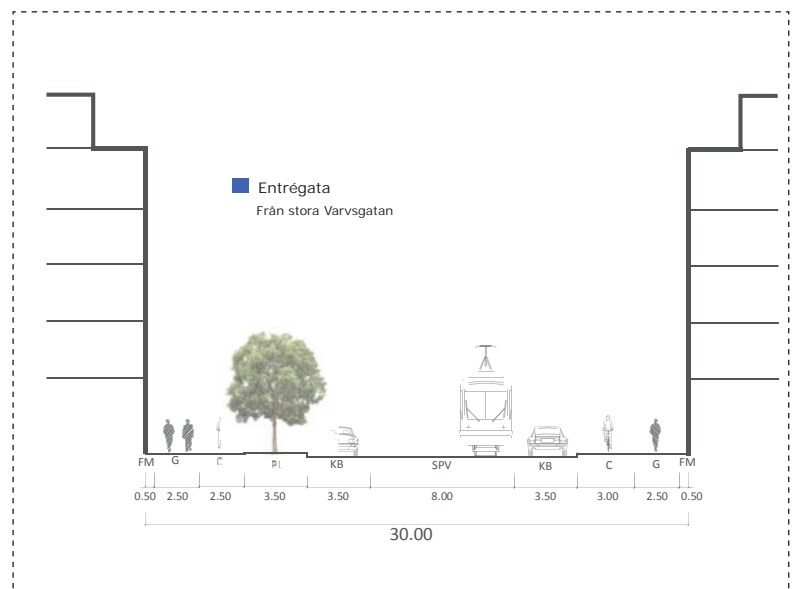 Entrégata
Från stora Varvsgatan
FM G C PL KB SPV KB C G FM
0.50 2.50 2.50 3.50 3.50 8.00 3.50 3.00 2.50 0.50
30.00